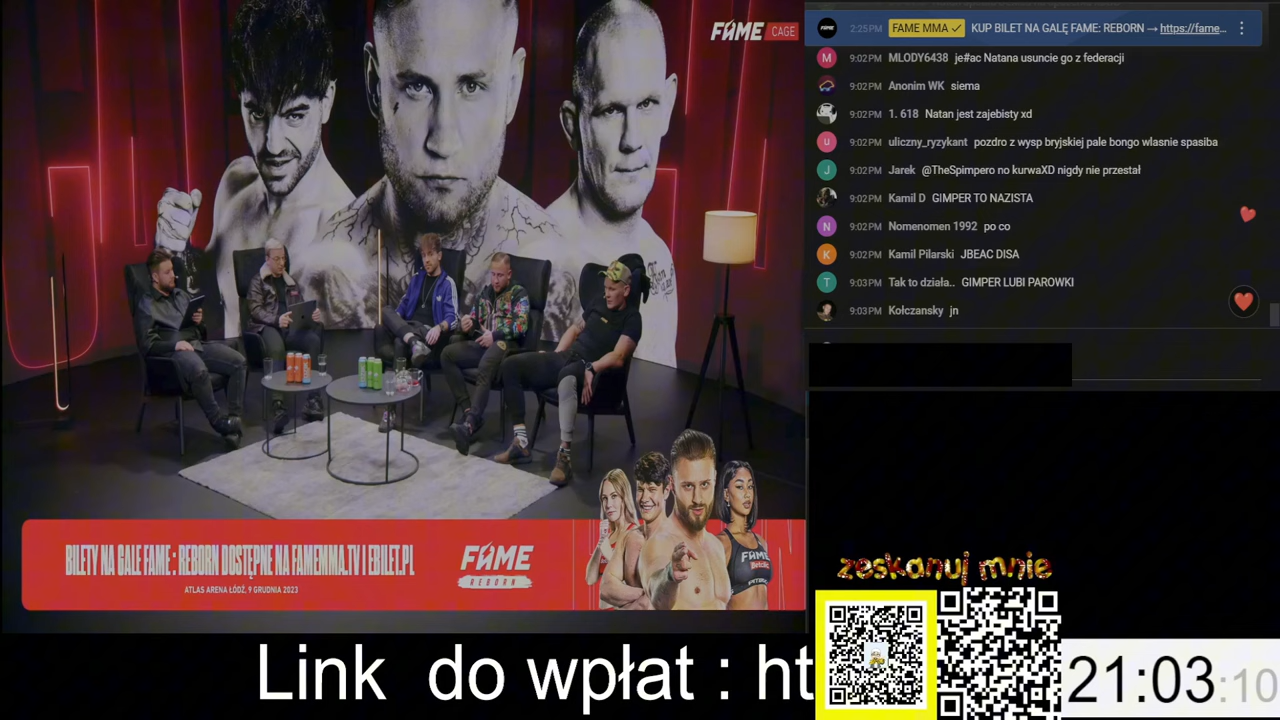 FAME CAGE
2:25PM FAME MMA KUP BILET NA GALĘ FAME: REBORN → https://fame...
M 9:02PM MLODY6438 je#ac Natana usuncie go z federacji
9:02PM Anonim WK siema
9:02PM 1. 618 Natan jest zajebisty xd
u 9:02PM uliczny_ryzykant pozdro z wysp bryjskiej pale bongo wlasnie spasiba
J 9:02PM Jarek @TheSpimpero no kurwaXD nigdy nie przestał
9:02PM Kamil D GIMPER TO NAZISTA
N 9:02PM Nomenomen 1992 po co
K 9:02PM Kamil Pilarski JBEAC DISA
T 9:03PM Tak to działa.. GIMPER LUBI PAROWKI
9:03PM Kołczansky jn
BILETY NA GALĘ FAME : REBORN DOSTĘPNE NA FAMEMMA.TV I EBILET.PL
ATLAS ARENA ŁÓDŹ, 9 GRUDNIA 2023
FAME
REBORN
FAME
zeskanuj mnie
Link do wpłat : ht
21:03:10